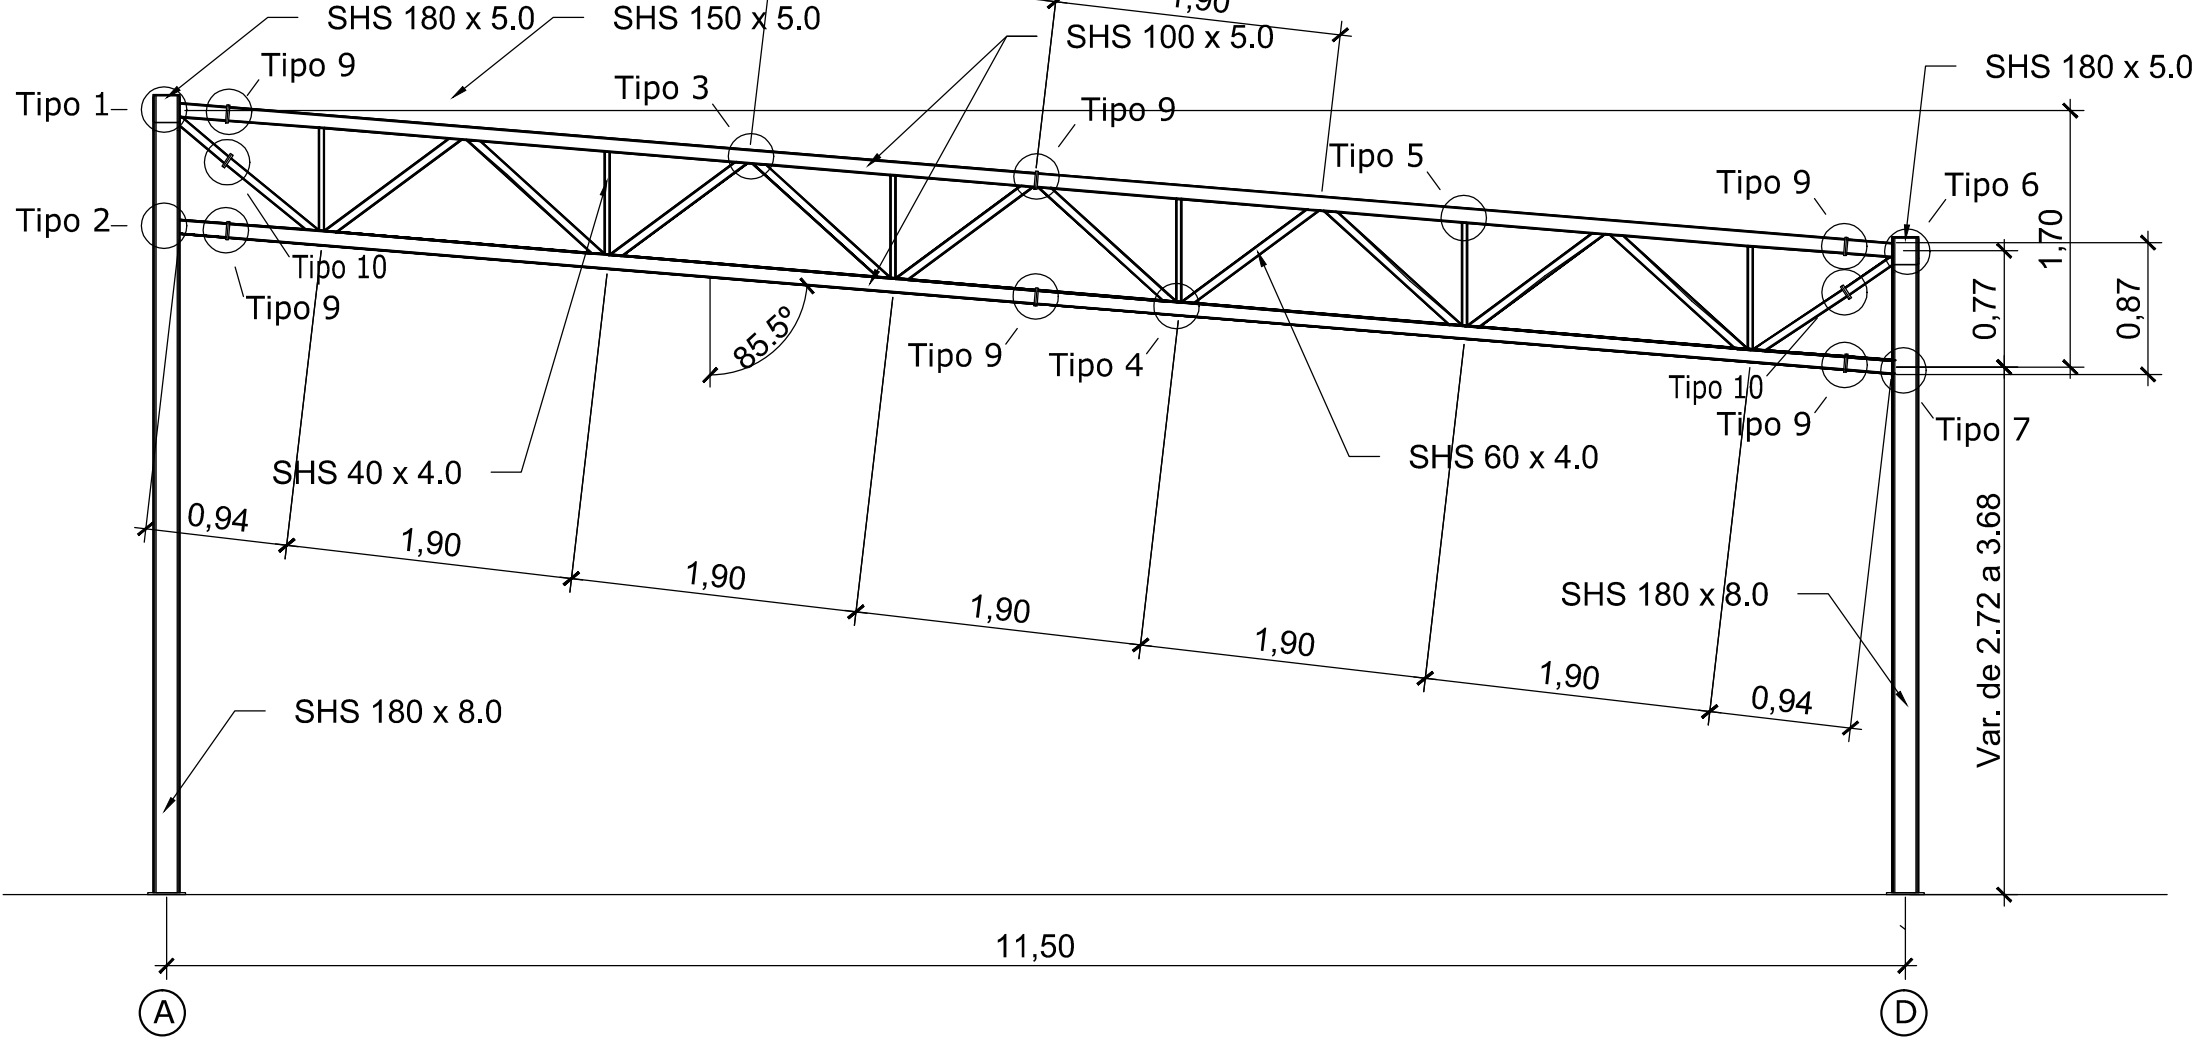 1,90
SHS 180 x 5.0
SHS 150 x 5.0
SHS 100 x 5.0
SHS 180 x 5.0
Tipo 9
Tipo 3
Tipo 1
Tipo 9
Tipo 5
Tipo 9
Tipo 6
Tipo 2
1,70
Tipo 10
Tipo 9
0,77
0,87
85.5º
Tipo 9
Tipo 4
Tipo 10
Tipo 9
Tipo 7
SHS 40 x 4.0
SHS 60 x 4.0
0,94
1,90
1,90
1,90
1,90
1,90
0,94
Var. de 2.72 a 3.68
SHS 180 x 8.0
SHS 180 x 8.0
11,50
A
D